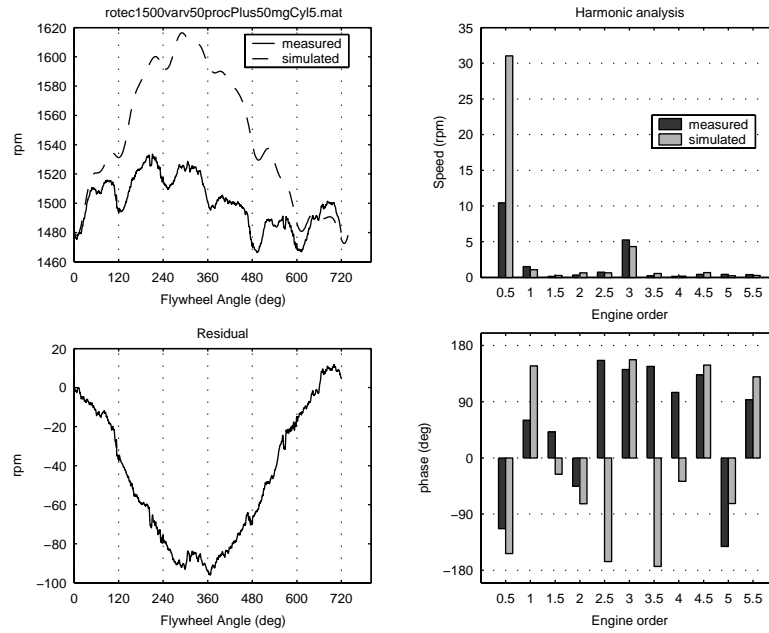 rotec1500varv50procPlus50mgCyl5.mat
1620
1600
1580
1560
1540
1520
1500
1480
1460
rpm
measured
simulated
0 120 240 360 480 600 720
Flywheel Angle (deg)
Harmonic analysis
35
30
25
20
15
10
5
0
Speed (rpm)
measured
simulated
0.5 1 1.5 2 2.5 3 3.5 4 4.5 5 5.5
Engine order
Residual
20
0
−20
−40
−60
−80
−100
rpm
0 120 240 360 480 600 720
Flywheel Angle (deg)
180
90
0
−90
−180
phase (deg)
0.5 1 1.5 2 2.5 3 3.5 4 4.5 5 5.5
Engine order